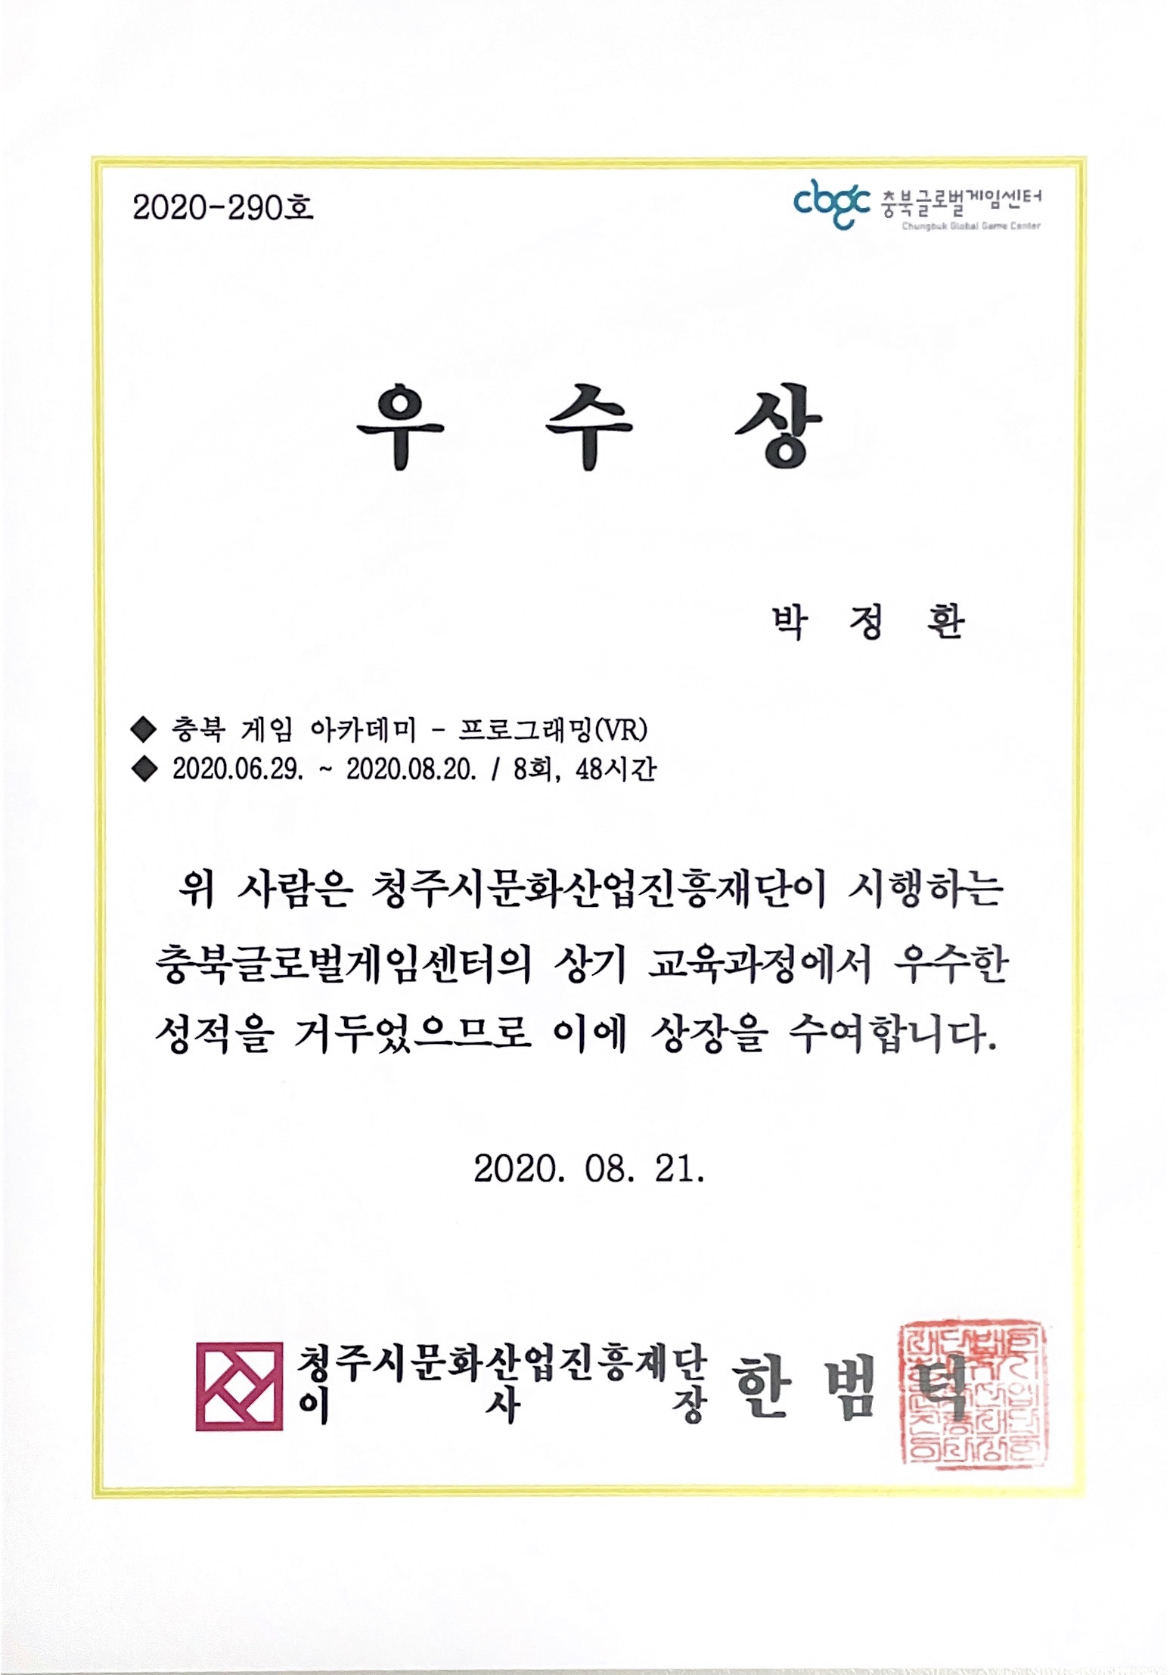 2020-290호
cbgc 충북글로벌게임센터
Chungbuk Global Game Center
우 수 상
박 정 환
◆ 충북 게임 아카데미 - 프로그래밍(VR)
◆ 2020.06.29. ~ 2020.08.20. / 8회, 48시간
위 사람은 청주시문화산업진흥재단이 시행하는
충북글로벌게임센터의 상기 교육과정에서 우수한
성적을 거두었으므로 이에 상장을 수여합니다.
2020. 08. 21.
청주시문화산업진흥재단
이 사 장 한 범 덕